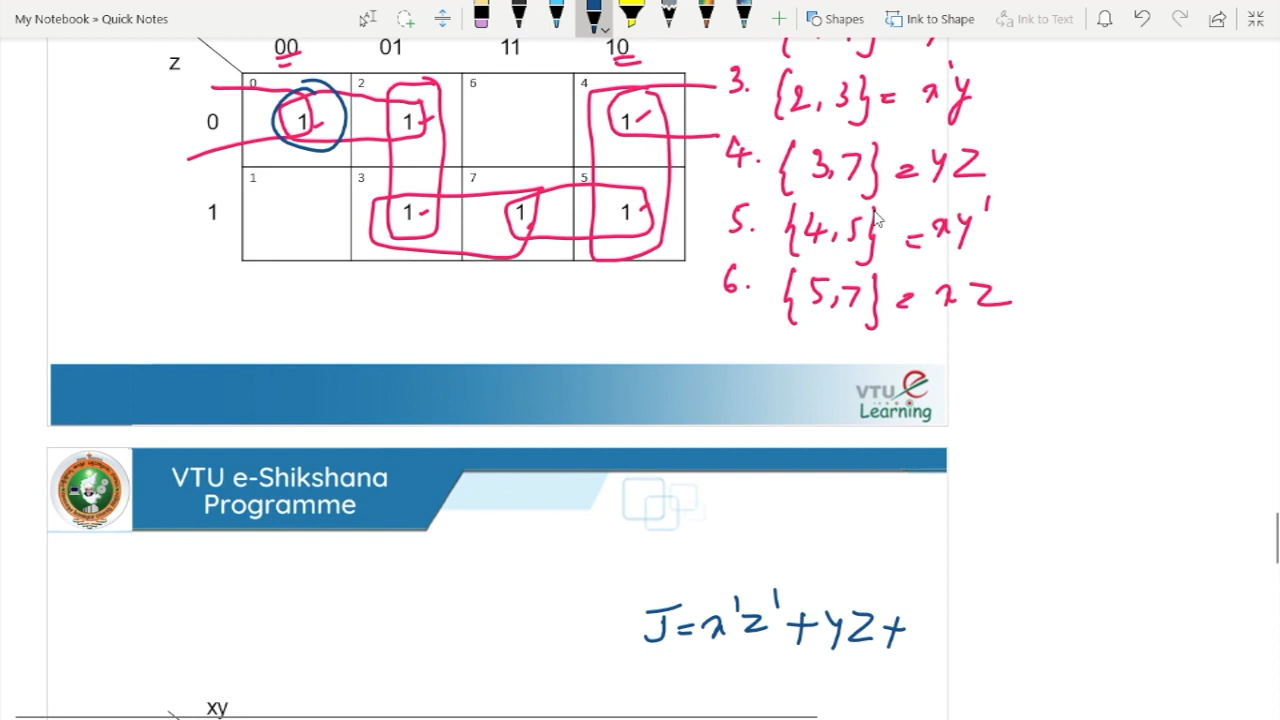 My Notebook » Quick Notes
Shapes
Ink to Shape
Ink to Text
00 01 11 10
z
0 2 6 4
0 1 1 1
1 3 7 5
1 1 1 1
3. {2,3} = x'y
4. {3,7} = yz
5. {4,5} = xy'
6. {5,7} = xz
VTU e
Learning
VTU e-Shikshana
Programme
J = x'z' + yz +
xy